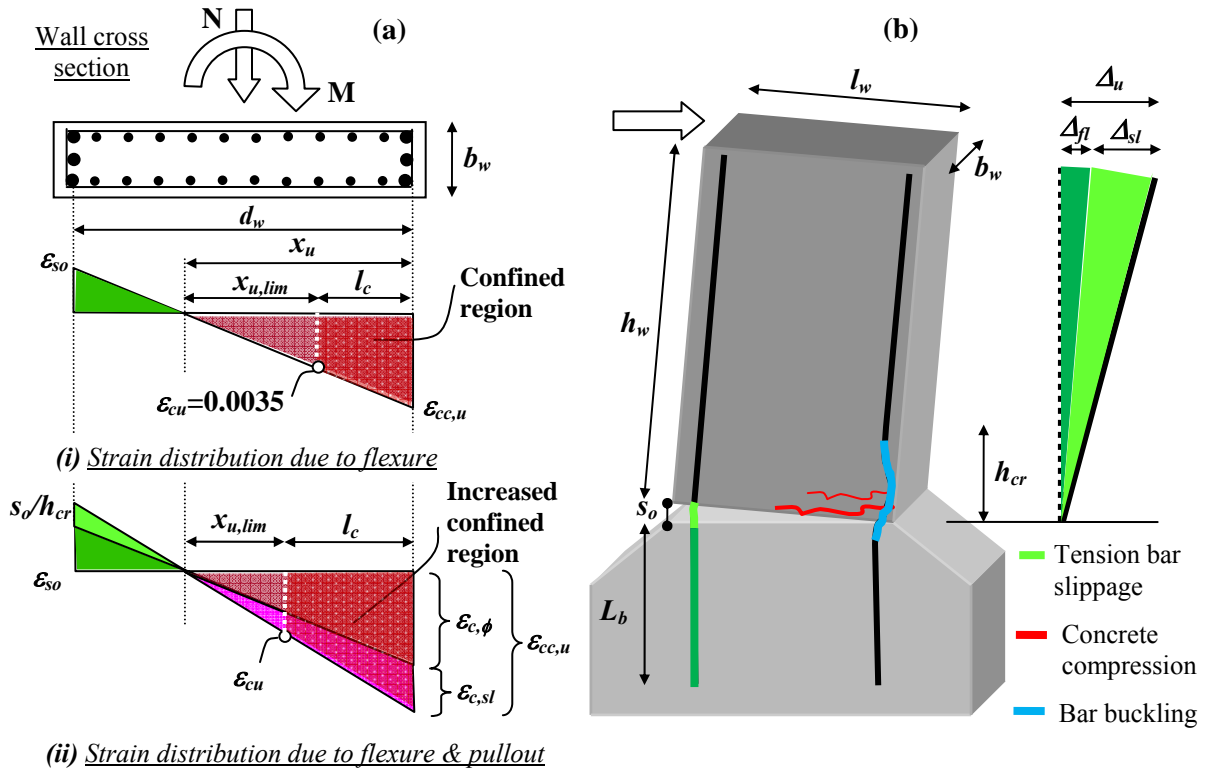 Wall cross
section
N
(a)
M
b_w
d_w
x_u
ε_so
x_u,lim
l_c
Confined
region
ε_cu=0.0035
ε_cc,u
(i) Strain distribution due to flexure
s_o/h_cr
x_u,lim
l_c
Increased
confined
region
ε_so
ε_c,ϕ
ε_cc,u
ε_cu
ε_c,sl
(ii) Strain distribution due to flexure & pullout
(b)
l_w
b_w
Δ_u
Δ_fl
Δ_sl
h_w
h_cr
s_o
L_b
Tension bar
slippage
Concrete
compression
Bar buckling